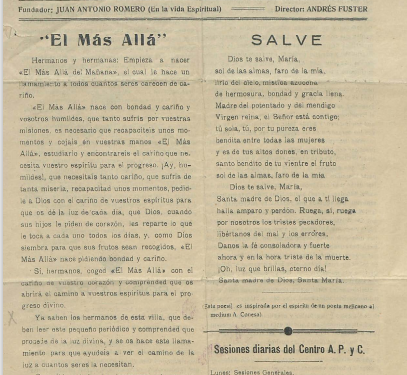 Fundador: JUAN ANTONIO ROMERO (En la vida Espiritual)
Director: ANDRÉS FUSTER
"El Más Allá"
Hermanos y hermanas: Empieza a nacer
«El Más Allá del Mañana», el cual la hace un
llamamiento a todos cuantos seres carecen de ca-
riño.
«El Más Allá» nace con bondad y cariño y
vosotros humildes, que tanto sufrís por vuestras
misiones, es necesario que recapacitéis unos mo-
mentos y cojáis en vuestras manos «El Más
Allá», estudiarlo y encontraréis el cariño que ne-
cesita vuestro espíritu para el progreso. ¡Ay, hu-
mildes!, que necesitáis tanto cariño, que sufrís de
tanta miseria, recapacitad unos momentos, pedid-
le a Dios con el cariño de vuestros espíritus para
que os dé la luz de cada día, que Dios, cuando
sus hijos le piden de corazón, les reparte lo que
le toca a cada uno todos los días, y como Dios
siembra para que sus frutos sean recogidos, «El
Más Allá» nace pidiendo bondad y cariño.
Sí, hermanos, coged «El Más Allá» con el
cariño de vuestro corazón y comprended que os
abrirá el camino a vuestros espíritus para el pro-
greso divino.
Ya saben los hermanos de esta villa, que de-
ben leer este pequeño periódico y comprended que
procede de la luz divina, y se os hace este llama-
miento para que ayudéis a ver el camino de la
luz a cuantos seres la necesitan.
SALVE
Dios te salve, María,
sol de las almas, faro de la mía,
lirio del cielo, mística azucena
de hermosura, bondad y gracia llena.
Madre del potentado y del mendigo
Virgen reina, el Señor está contigo;
tú sola, tú, por tu pureza eres
bendita entre todas las mujeres
y es de tus altos dones, en tributo,
santo bendito de tu vientre el fruto
sol de las almas, faro de la mía
Dios te salve, María,
Santa madre de Dios, el que a tí llega
halla amparo y perdón. Ruega, sí, ruega
por nosotros los tristes pecadores,
libértanos del mal y los errores,
Danos la fé consoladora y fuerte
ahora y en la hora triste de la muerte.
¡Oh, luz que brillas, eterno día!
Santa madre de Dios, Santa María.
(Esta poesí, es inspirada por el espíritu de un poeta mejicano al
medium A. Conesa)
Sesiones diarias del Centro A. P. y C.
Lunes: Sesiones Generales.